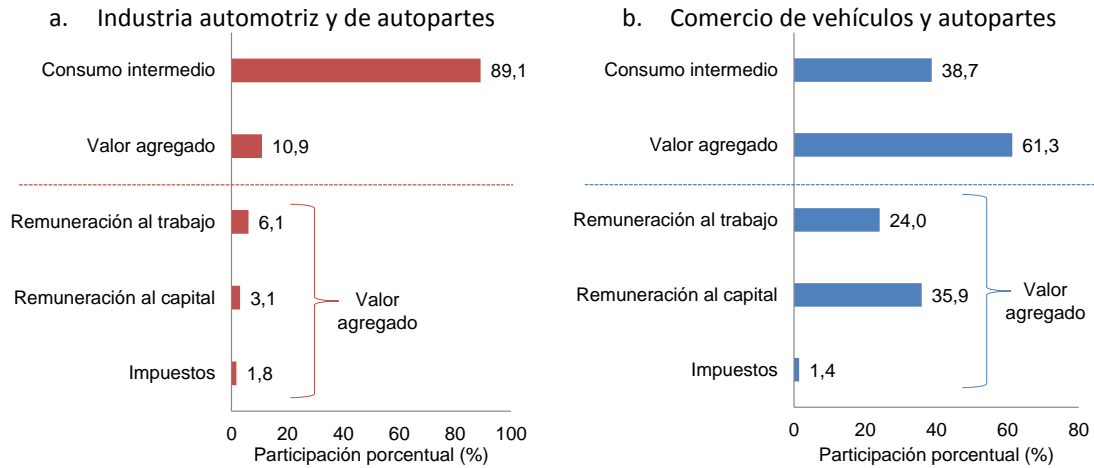 a. Industria automotriz y de autopartes
Consumo intermedio
89,1
Valor agregado
10,9
Remuneración al trabajo
6,1
Remuneración al capital
3,1
Impuestos
1,8
Valor
agregado
0 20 40 60 80 100
Participación porcentual (%)
b. Comercio de vehículos y autopartes
Consumo intermedio
38,7
Valor agregado
61,3
Remuneración al trabajo
24,0
Remuneración al capital
35,9
Impuestos
1,4
Valor
agregado
0 20 40 60 80
Participación porcentual (%)